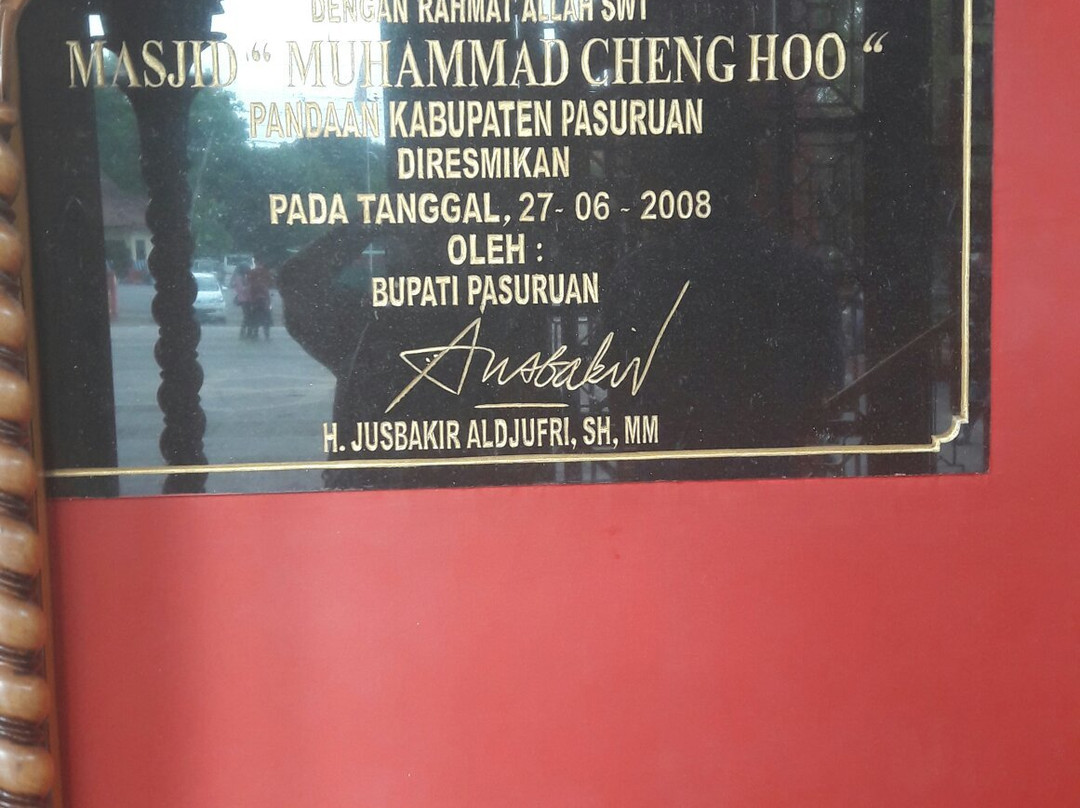 DENGAN RAHMAT ALLAH SWT
MASJID “ MUHAMMAD CHENG HOO “
PANDAAN KABUPATEN PASURUAN
DIRESMIKAN
PADA TANGGAL, 27- 06 - 2008
OLEH :
BUPATI PASURUAN
H. JUSBAKIR ALDJUFRI, SH, MM